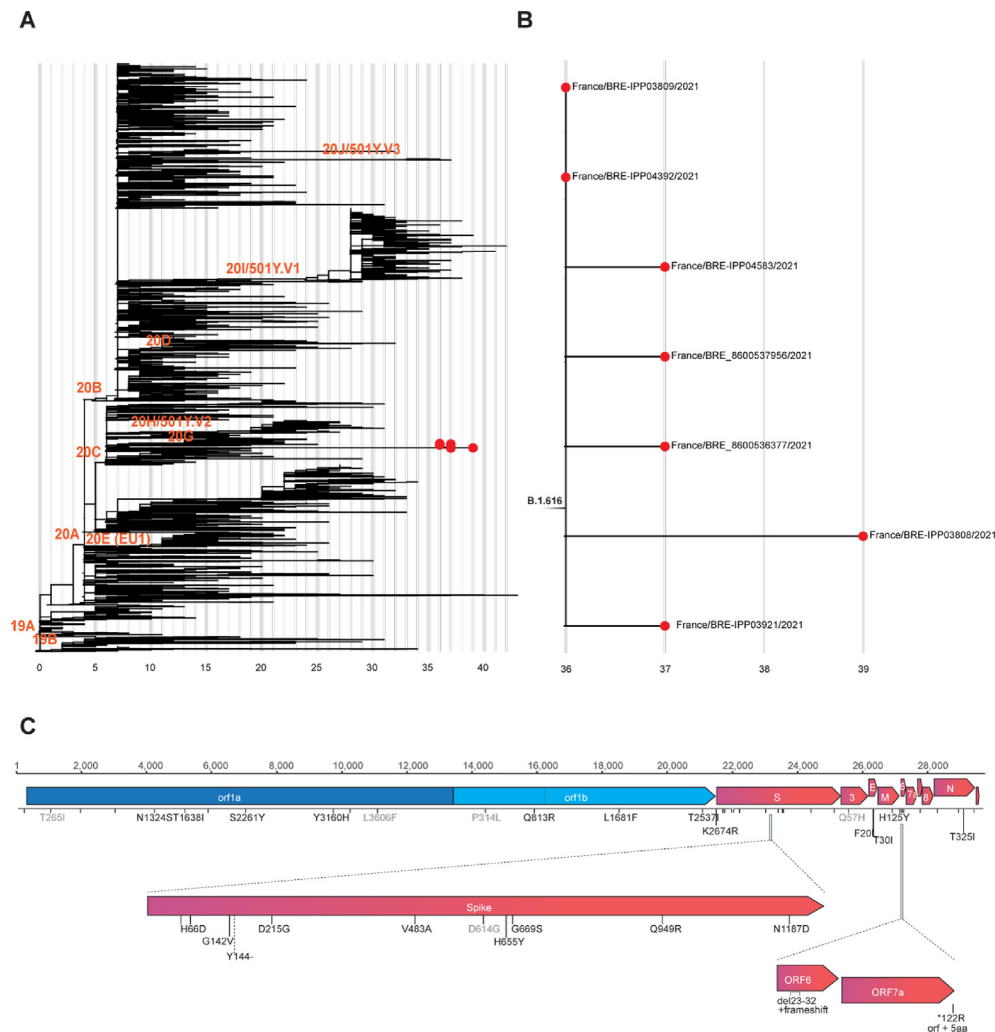 A
B
20J/501Y.V3
20I/501Y.V1
20D
20B
20H/501Y.V2
20G
20C
20A
20E (EU1)
19A
19B
0 5 10 15 20 25 30 35 40
France/BRE-IPP03809/2021
France/BRE-IPP04392/2021
France/BRE-IPP04583/2021
France/BRE_8600537956/2021
France/BRE_8600536377/2021
B.1.616
France/BRE-IPP03808/2021
France/BRE-IPP03921/2021
36 37 38 39
C
1 2,000 4,000 6,000 8,000 10,000 12,000 14,000 16,000 18,000 20,000 22,000 24,000 26,000 28,000
orf1a orf1b S 3 E M 7a 8 N
T265I N1324S T1638I S2261Y Y3160H L3606F P314L Q813R L1681F T2537I Q57H H125Y
K2674R F20L T30I T325I
Spike
H66D D215G V483A D614G G669S Q949R N1187D
G142V H655Y
Y144-
ORF6 ORF7a
del23-32
+frameshift
*122R
orf + 5aa